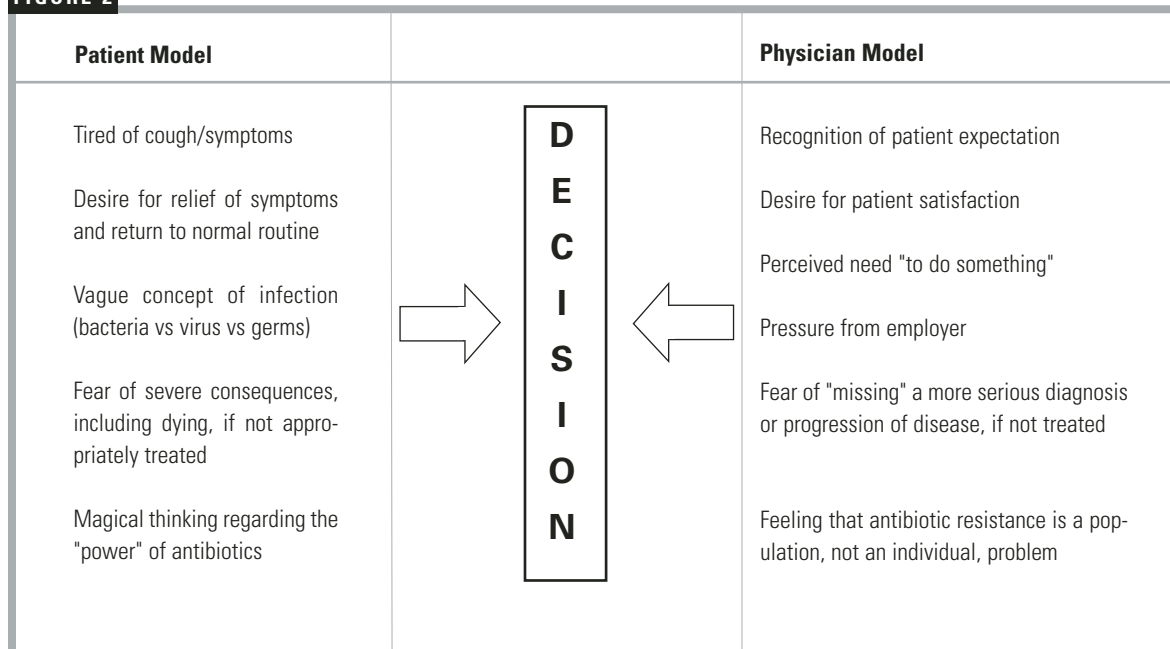 FIGURE 2
Patient Model
Physician Model
Tired of cough/symptoms
Desire for relief of symptoms
and return to normal routine
Vague concept of infection
(bacteria vs virus vs germs)
Fear of severe consequences,
including dying, if not appro-
priately treated
Magical thinking regarding the
"power" of antibiotics
D
E
C
I
S
I
O
N
Recognition of patient expectation
Desire for patient satisfaction
Perceived need "to do something"
Pressure from employer
Fear of "missing" a more serious diagnosis
or progression of disease, if not treated
Feeling that antibiotic resistance is a pop-
ulation, not an individual, problem